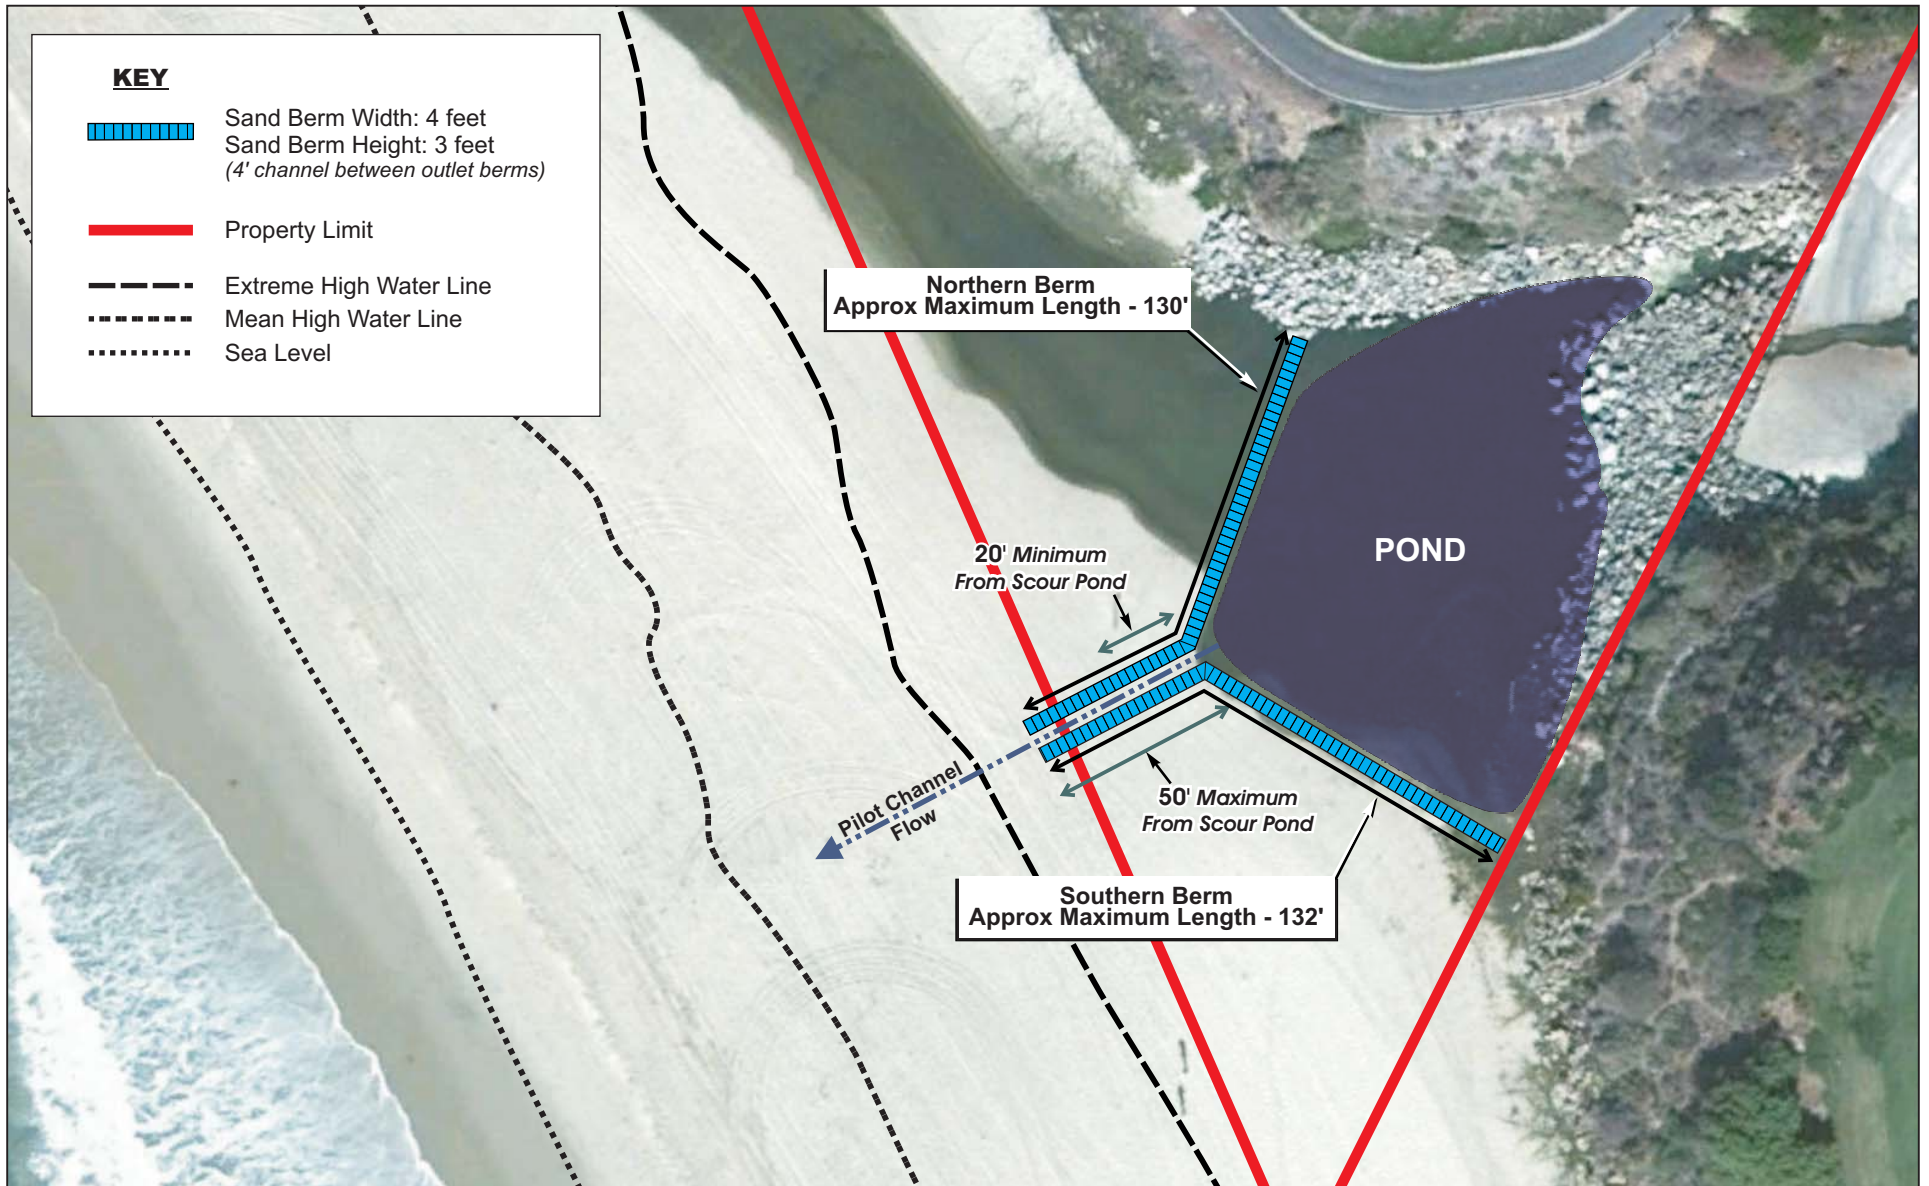 KEY
Sand Berm Width: 4 feet
Sand Berm Height: 3 feet
(4' channel between outlet berms)
Property Limit
Extreme High Water Line
Mean High Water Line
Sea Level
Northern Berm
Approx Maximum Length - 130'
POND
20' Minimum
From Scour Pond
Pilot Channel
Flow
50' Maximum
From Scour Pond
Southern Berm
Approx Maximum Length - 132'